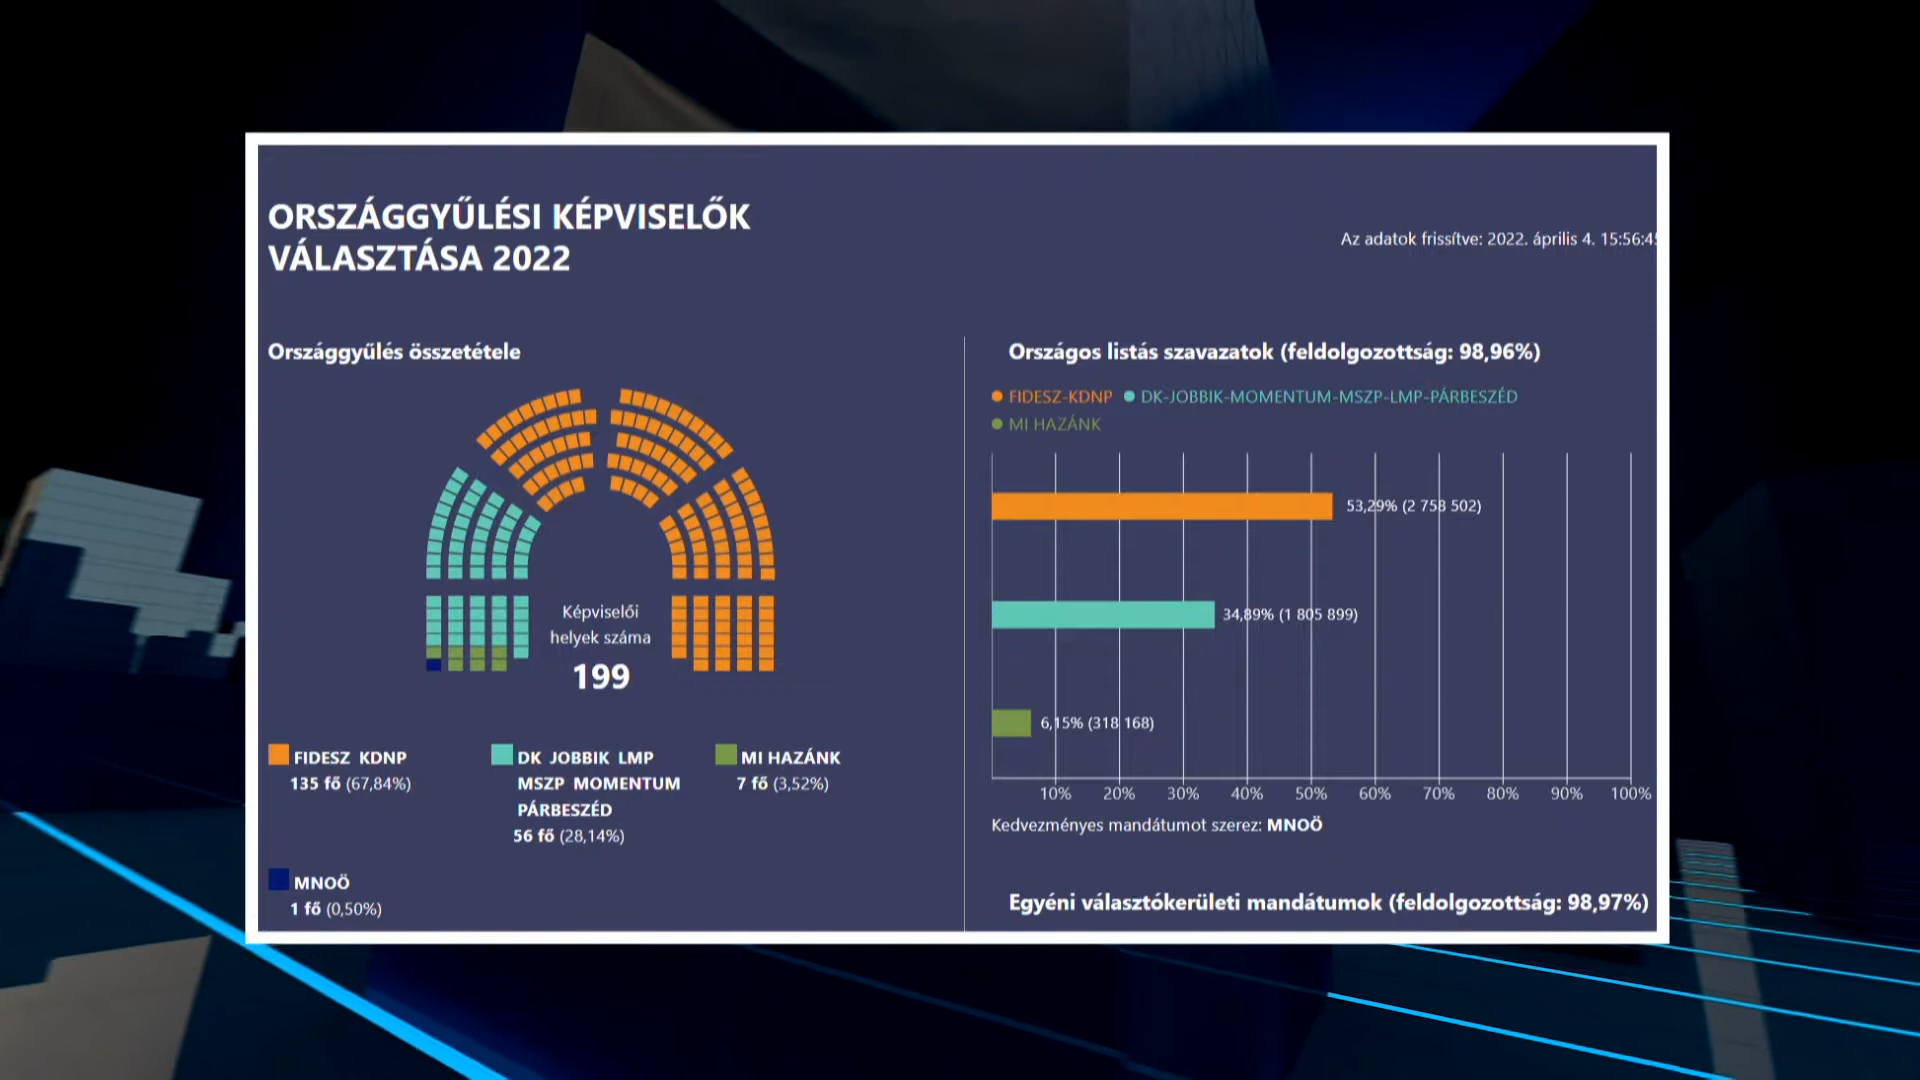 ORSZÁGGYŰLÉSI KÉPVISELŐK
VÁLASZTÁSA 2022
Az adatok frissítve: 2022. április 4. 15:56:45
Országgyűlés összetétele
Képviselői
helyek száma
199
FIDESZ KDNP
135 fő (67,84%)
DK JOBBIK LMP
MSZP MOMENTUM
PÁRBESZÉD
56 fő (28,14%)
MI HAZÁNK
7 fő (3,52%)
MNOÖ
1 fő (0,50%)
Országos listás szavazatok (feldolgozottság: 98,96%)
FIDESZ-KDNP DK-JOBBIK-MOMENTUM-MSZP-LMP-PÁRBESZÉD
MI HAZÁNK
53,29% (2 758 502)
34,89% (1 805 899)
6,15% (318 168)
10% 20% 30% 40% 50% 60% 70% 80% 90% 100%
Kedvezményes mandátumot szerez: MNOÖ
Egyéni választókerületi mandátumok (feldolgozottság: 98,97%)